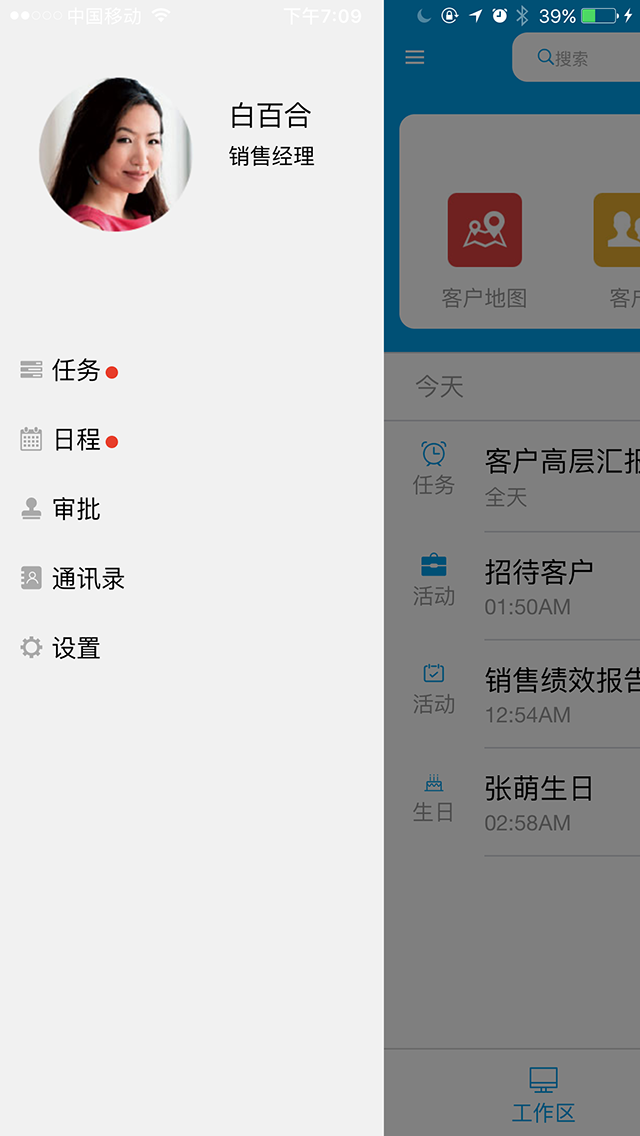 中国移动 下午7:09 39%
白百合
销售经理
任务
日程
审批
通讯录
设置
搜索
客户地图
客户
今天
客户高层汇报
任务
全天
招待客户
活动
01:50AM
销售绩效报告
活动
12:54AM
张萌生日
生日
02:58AM
工作区